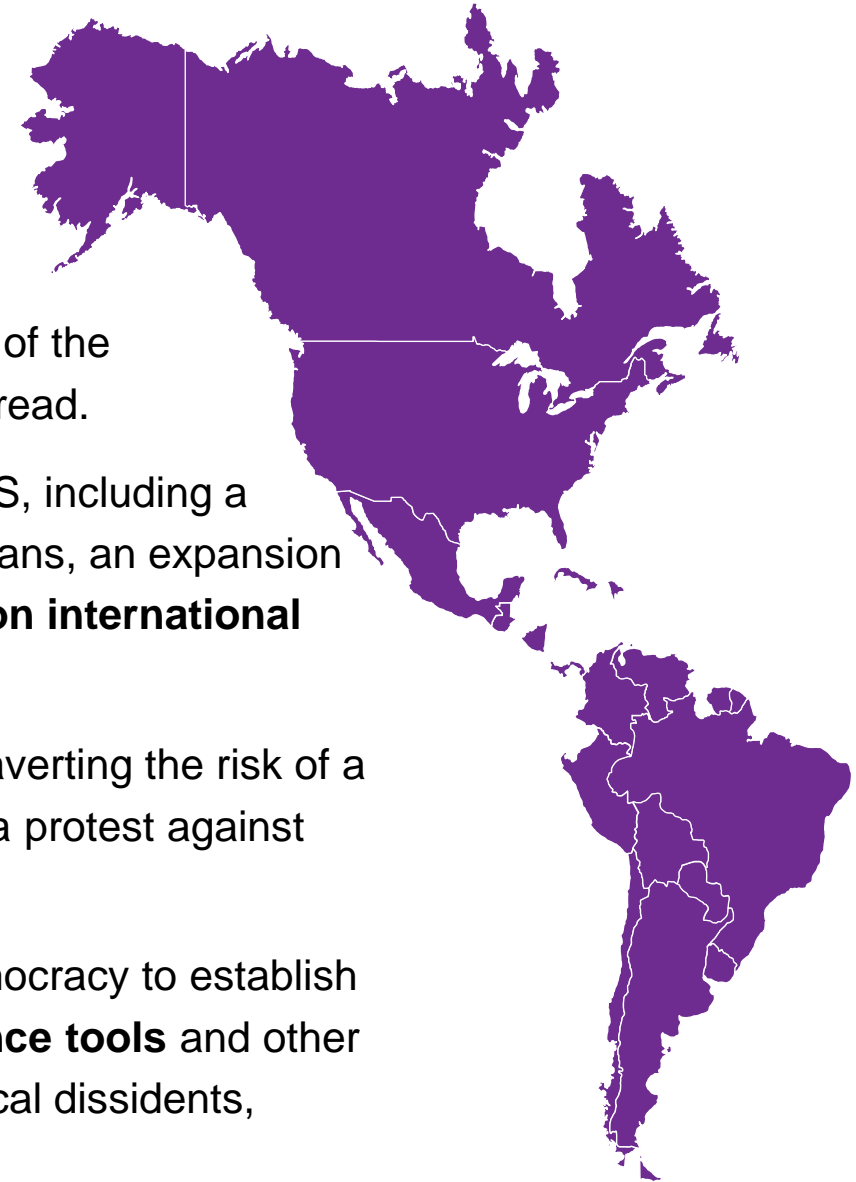 of the
read.
S, including a
ans, an expansion
on international
averting the risk of a
a protest against
nocracy to establish
nce tools and other
cal dissidents,